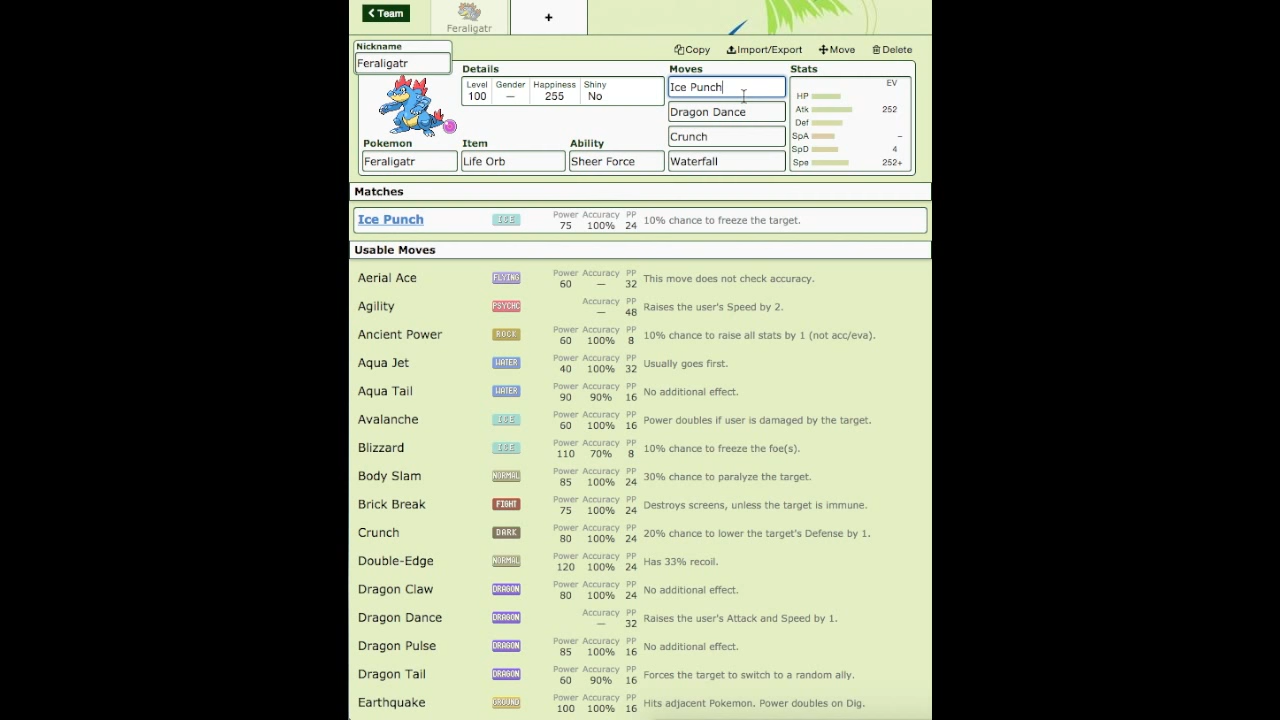 Team
Feraligatr
+
Nickname
Feraligatr
Copy Import/Export Move Delete
Details Moves Stats
Level Gender Happiness Shiny
100 — 255 No
Ice Punch
Dragon Dance
Crunch
Waterfall
EV
HP
Atk 252
Def
SpA –
SpD 4
Spe 252+
Pokemon Item Ability
Feraligatr Life Orb Sheer Force
Matches
Ice Punch ICE Power 75 Accuracy 100% PP 24 10% chance to freeze the target.
Usable Moves
Aerial Ace FLYING Power 60 Accuracy — PP 32 This move does not check accuracy.
Agility PSYCHC Accuracy — PP 48 Raises the user's Speed by 2.
Ancient Power ROCK Power 60 Accuracy 100% PP 8 10% chance to raise all stats by 1 (not acc/eva).
Aqua Jet WATER Power 40 Accuracy 100% PP 32 Usually goes first.
Aqua Tail WATER Power 90 Accuracy 90% PP 16 No additional effect.
Avalanche ICE Power 60 Accuracy 100% PP 16 Power doubles if user is damaged by the target.
Blizzard ICE Power 110 Accuracy 70% PP 8 10% chance to freeze the foe(s).
Body Slam NORMAL Power 85 Accuracy 100% PP 24 30% chance to paralyze the target.
Brick Break FIGHT Power 75 Accuracy 100% PP 24 Destroys screens, unless the target is immune.
Crunch DARK Power 80 Accuracy 100% PP 24 20% chance to lower the target's Defense by 1.
Double-Edge NORMAL Power 120 Accuracy 100% PP 24 Has 33% recoil.
Dragon Claw DRAGON Power 80 Accuracy 100% PP 24 No additional effect.
Dragon Dance DRAGON Accuracy — PP 32 Raises the user's Attack and Speed by 1.
Dragon Pulse DRAGON Power 85 Accuracy 100% PP 16 No additional effect.
Dragon Tail DRAGON Power 60 Accuracy 90% PP 16 Forces the target to switch to a random ally.
Earthquake GROUND Power 100 Accuracy 100% PP 16 Hits adjacent Pokemon. Power doubles on Dig.